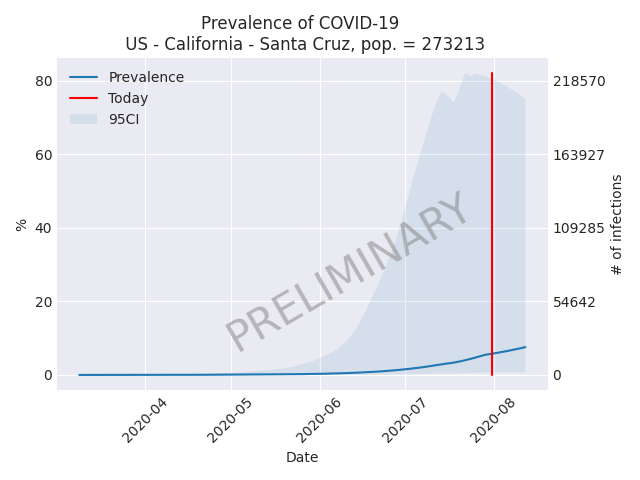 Prevalence of COVID-19
US - California - Santa Cruz, pop. = 273213
Prevalence
Today
95CI
PRELIMINARY
%
80
60
40
20
0
218570
163927
109285
54642
0
# of infections
2020-04
2020-05
2020-06
2020-07
2020-08
Date